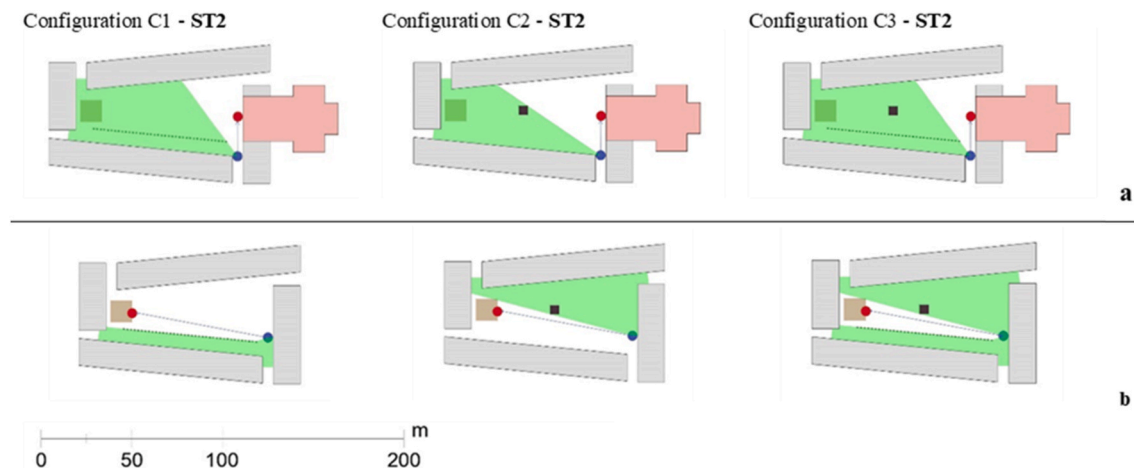 Configuration C1 - ST2
Configuration C2 - ST2
Configuration C3 - ST2
a
b
m
0
50
100
200